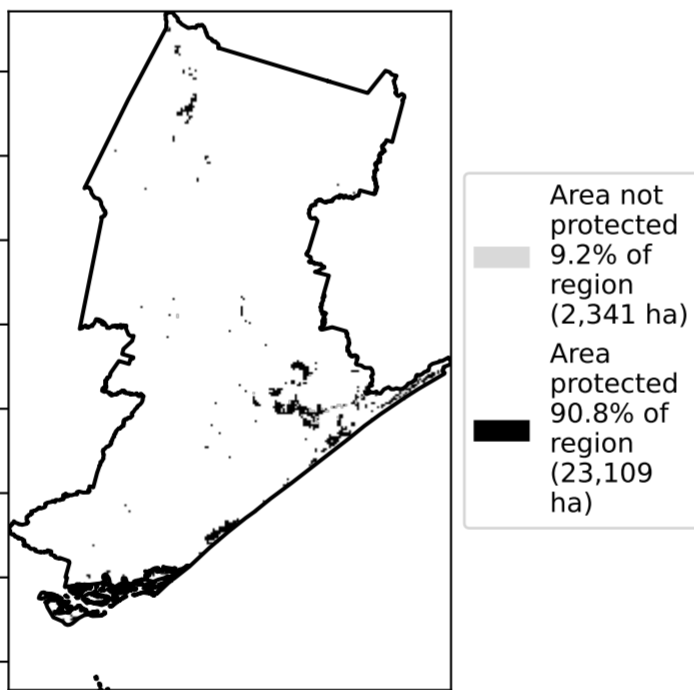 Area not
protected
9.2% of
region
(2,341 ha)
Area
protected
90.8% of
region
(23,109
ha)